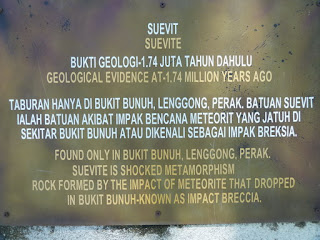 SUEVIT
SUEVITE
BUKTI GEOLOGI-1.74 JUTA TAHUN DAHULU
GEOLOGICAL EVIDENCE AT-1.74 MILLION YEARS AGO
TABURAN HANYA DI BUKIT BUNUH, LENGGONG, PERAK. BATUAN SUEVIT
IALAH BATUAN AKIBAT IMPAK BENCANA METEORIT YANG JATUH DI
SEKITAR BUKIT BUNUH ATAU DIKENALI SEBAGAI IMPAK BREKSIA.
FOUND ONLY IN BUKIT BUNUH, LENGGONG, PERAK.
SUEVITE IS SHOCKED METAMORPHISM
ROCK FORMED BY THE IMPACT OF METEORITE THAT DROPPED
IN BUKIT BUNUH-KNOWN AS IMPACT BRECCIA.